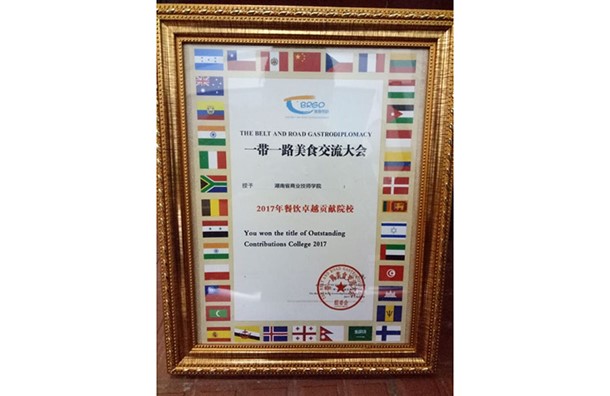 THE BELT AND ROAD GASTRODIPLOMACY
一带一路美食交流大会
授予 湖南省商业技师学院
2017年餐饮卓越贡献院校
You won the title of Outstanding
Contributions College 2017